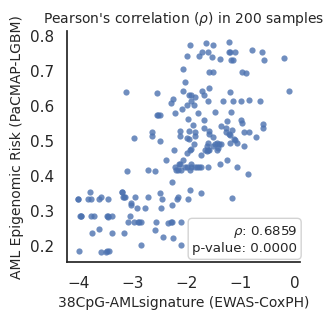 Pearson's correlation (ρ) in 200 samples
AML Epigenomic Risk (PaCMAP-LGBM)
0.8
0.7
0.6
0.5
0.4
0.3
0.2
ρ: 0.6859
p-value: 0.0000
−4 −3 −2 −1 0
38CpG-AMLsignature (EWAS-CoxPH)